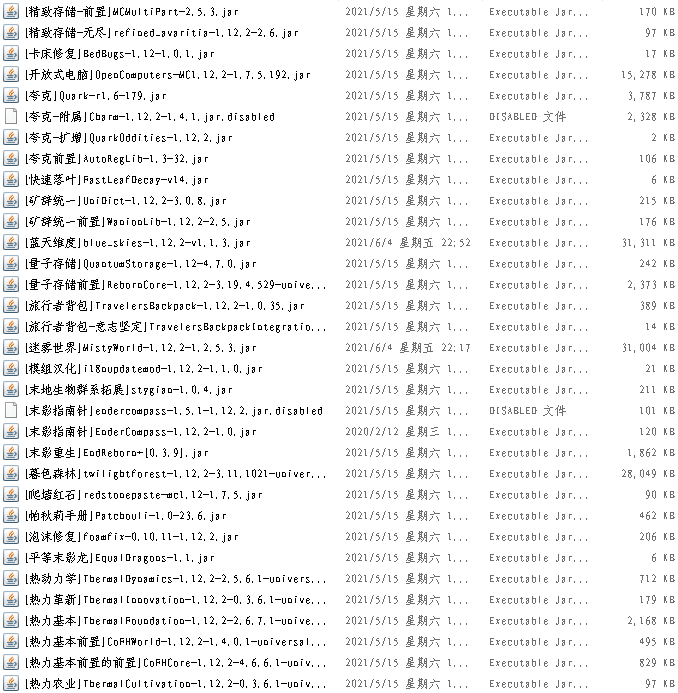 [精致存储-前置]MCMultiPart-2.5.3.jar 2021/5/15 星期六 1... Executable Jar... 170 KB
[精致存储-无尽]refined_avaritia-1.12.2-2.6.jar 2021/5/15 星期六 1... Executable Jar... 97 KB
[卡床修复]BedBugs-1.12-1.0.1.jar 2021/5/15 星期六 1... Executable Jar... 17 KB
[开放式电脑]OpenComputers-MC1.12.2-1.7.5.192.jar 2021/5/15 星期六 1... Executable Jar... 15,278 KB
[夸克]Quark-r1.6-179.jar 2021/5/15 星期六 1... Executable Jar... 3,787 KB
[夸克-附属]Charm-1.12.2-1.4.1.jar.disabled 2021/5/15 星期六 1... DISABLED 文件 2,328 KB
[夸克-扩增]QuarkOddities-1.12.2.jar 2021/5/15 星期六 1... Executable Jar... 2 KB
[夸克前置]AutoRegLib-1.3-32.jar 2021/5/15 星期六 1... Executable Jar... 106 KB
[快速落叶]FastLeafDecay-v14.jar 2021/5/15 星期六 1... Executable Jar... 6 KB
[矿辞统一]UniDict-1.12.2-3.0.8.jar 2021/5/15 星期六 1... Executable Jar... 215 KB
[矿辞统一前置]WanionLib-1.12.2-2.5.jar 2021/5/15 星期六 1... Executable Jar... 176 KB
[蓝天维度]blue_skies-1.12.2-v1.1.3.jar 2021/6/4 星期五 22:52 Executable Jar... 31,311 KB
[量子存储]QuantumStorage-1.12-4.7.0.jar 2021/5/15 星期六 1... Executable Jar... 242 KB
[量子存储前置]RebornCore-1.12.2-3.19.4.529-unive... 2021/5/15 星期六 1... Executable Jar... 2,373 KB
[旅行者背包]TravelersBackpack-1.12.2-1.0.35.jar 2021/5/15 星期六 1... Executable Jar... 389 KB
[旅行者背包-意志坚定]TravelersBackpackIntegratio... 2021/5/15 星期六 1... Executable Jar... 14 KB
[迷雾世界]MistyWorld-1.12.2-1.2.5.3.jar 2021/6/4 星期五 22:17 Executable Jar... 31,004 KB
[模组汉化]i18nupdatemod-1.12.2-1.1.0.jar 2021/5/15 星期六 1... Executable Jar... 21 KB
[末地生物群系拓展]stygian-1.0.4.jar 2021/5/15 星期六 1... Executable Jar... 211 KB
[末影指南针]endercompass-1.5.1-1.12.2.jar.disabled 2021/5/15 星期六 1... DISABLED 文件 101 KB
[末影指南针]EnderCompass-1.12-1.0.jar 2020/2/12 星期三 1... Executable Jar... 120 KB
[末影重生]EndReborn+[0.3.9].jar 2021/5/15 星期六 1... Executable Jar... 1,862 KB
[暮色森林]twilightforest-1.12.2-3.11.1021-univer... 2021/5/15 星期六 1... Executable Jar... 28,049 KB
[爬墙红石]redstonepaste-mc1.12-1.7.5.jar 2021/5/15 星期六 1... Executable Jar... 90 KB
[帕秋莉手册]Patchouli-1.0-23.6.jar 2021/5/15 星期六 1... Executable Jar... 462 KB
[泡沫修复]foamfix-0.10.11-1.12.2.jar 2021/5/15 星期六 1... Executable Jar... 206 KB
[平等末影龙]EqualDragons-1.1.jar 2021/5/15 星期六 1... Executable Jar... 6 KB
[热动力学]ThermalDynamics-1.12.2-2.5.6.1-univers... 2021/5/15 星期六 1... Executable Jar... 712 KB
[热力革新]ThermalInnovation-1.12.2-0.3.6.1-unive... 2021/5/15 星期六 1... Executable Jar... 179 KB
[热力基本]ThermalFoundation-1.12.2-2.6.7.1-unive... 2021/5/15 星期六 1... Executable Jar... 2,168 KB
[热力基本前置]CoFHWorld-1.12.2-1.4.0.1-universal... 2021/5/15 星期六 1... Executable Jar... 495 KB
[热力基本前置的前置]CoFHCore-1.12.2-4.6.6.1-univ... 2021/5/15 星期六 1... Executable Jar... 829 KB
[热力农业]ThermalCultivation-1.12.2-0.3.6.1-univ... 2021/5/15 星期六 1... Executable Jar... 97 KB